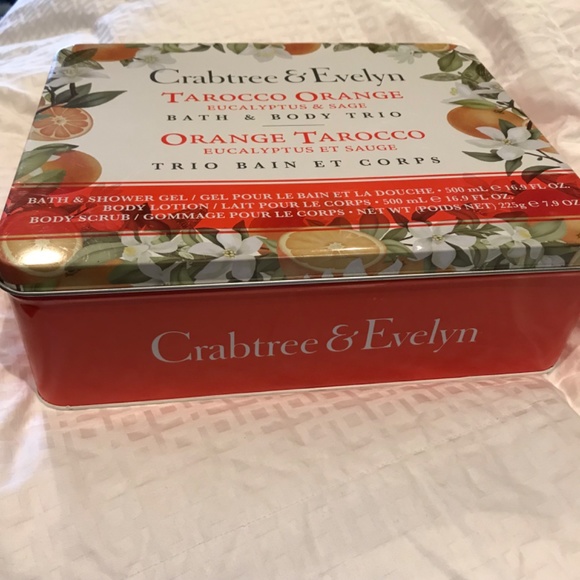 Crabtree & Evelyn
TAROCCO ORANGE
EUCALYPTUS & SAGE
BATH & BODY TRIO
ORANGE TAROCCO
EUCALYPTUS ET SAUGE
TRIO BAIN ET CORPS
BATH & SHOWER GEL / GEL POUR LE BAIN ET LA DOUCHE • 500 mL ℮ 16.9 FL. OZ.
BODY LOTION / LAIT POUR LE CORPS • 500 mL ℮ 16.9 FL. OZ.
BODY SCRUB / GOMMAGE POUR LE CORPS • NET WT. (POIDS NET) 225g ℮ 7.9 OZ
Crabtree & Evelyn